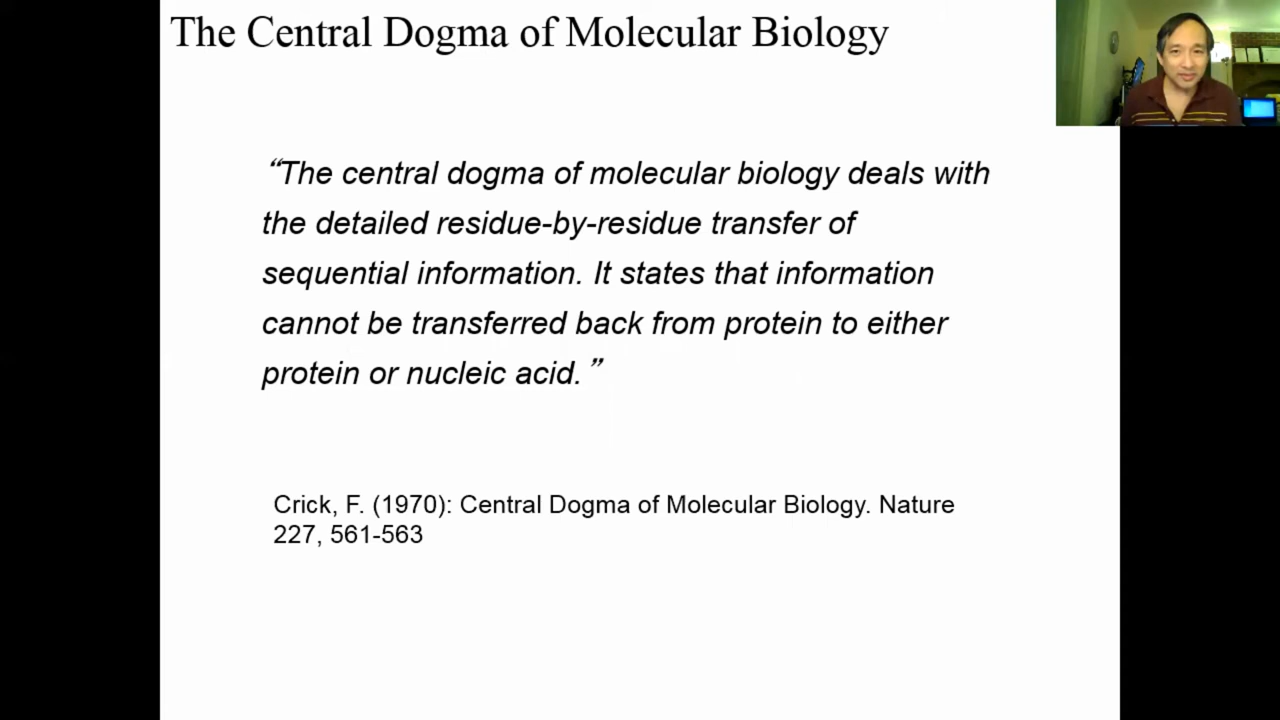 The Central Dogma of Molecular Biology
“The central dogma of molecular biology deals with
the detailed residue-by-residue transfer of
sequential information. It states that information
cannot be transferred back from protein to either
protein or nucleic acid.”
Crick, F. (1970): Central Dogma of Molecular Biology. Nature
227, 561-563